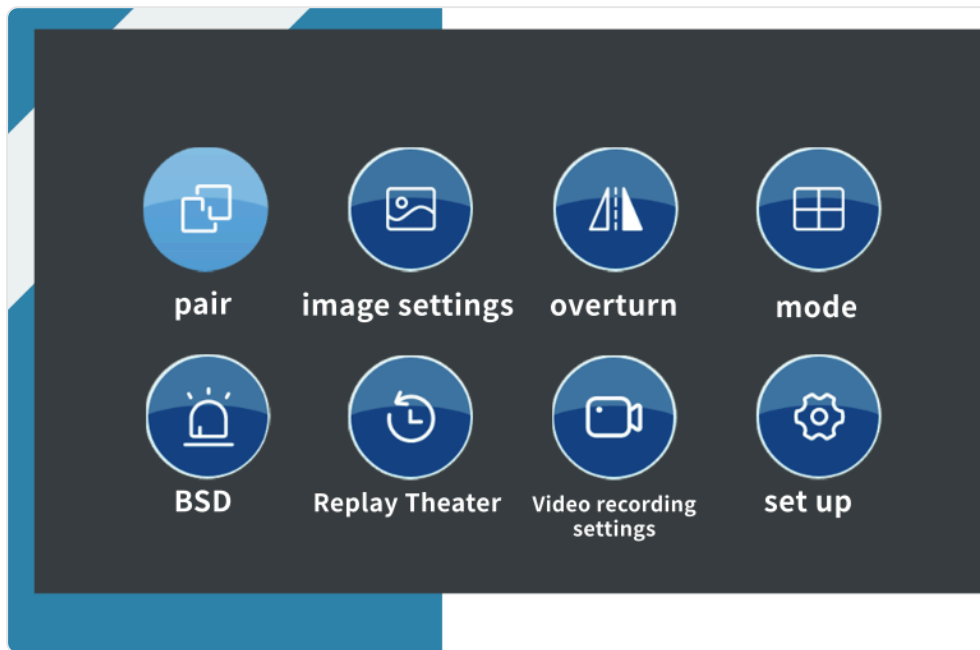 pair
image settings
overturn
mode
BSD
Replay Theater
Video recording
settings
set up